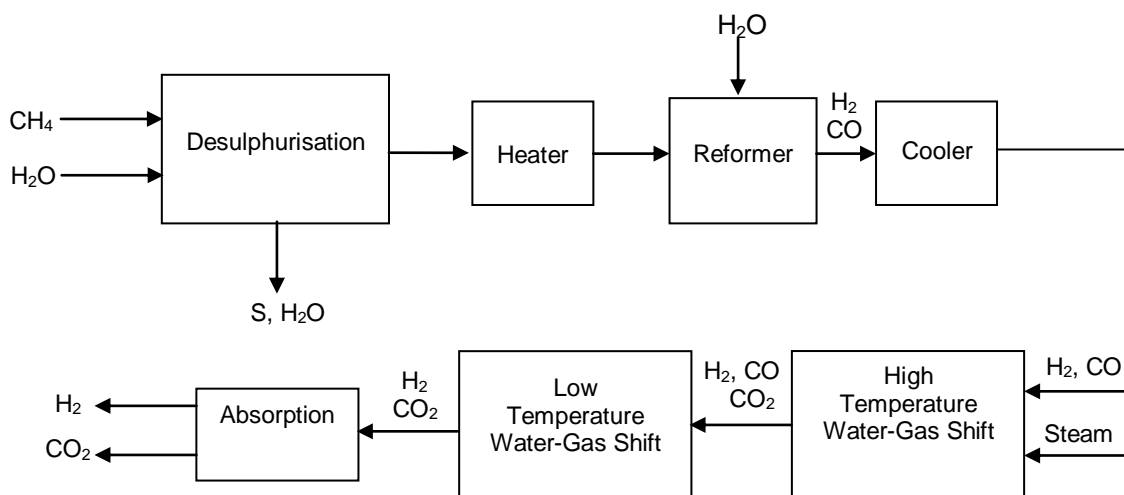 H₂O
CH₄
H₂O
Desulphurisation
S, H₂O
Heater
Reformer
H₂
CO
Cooler
H₂, CO
Steam
High
Temperature
Water-Gas Shift
H₂, CO
CO₂
Low
Temperature
Water-Gas Shift
H₂
CO₂
Absorption
H₂
CO₂